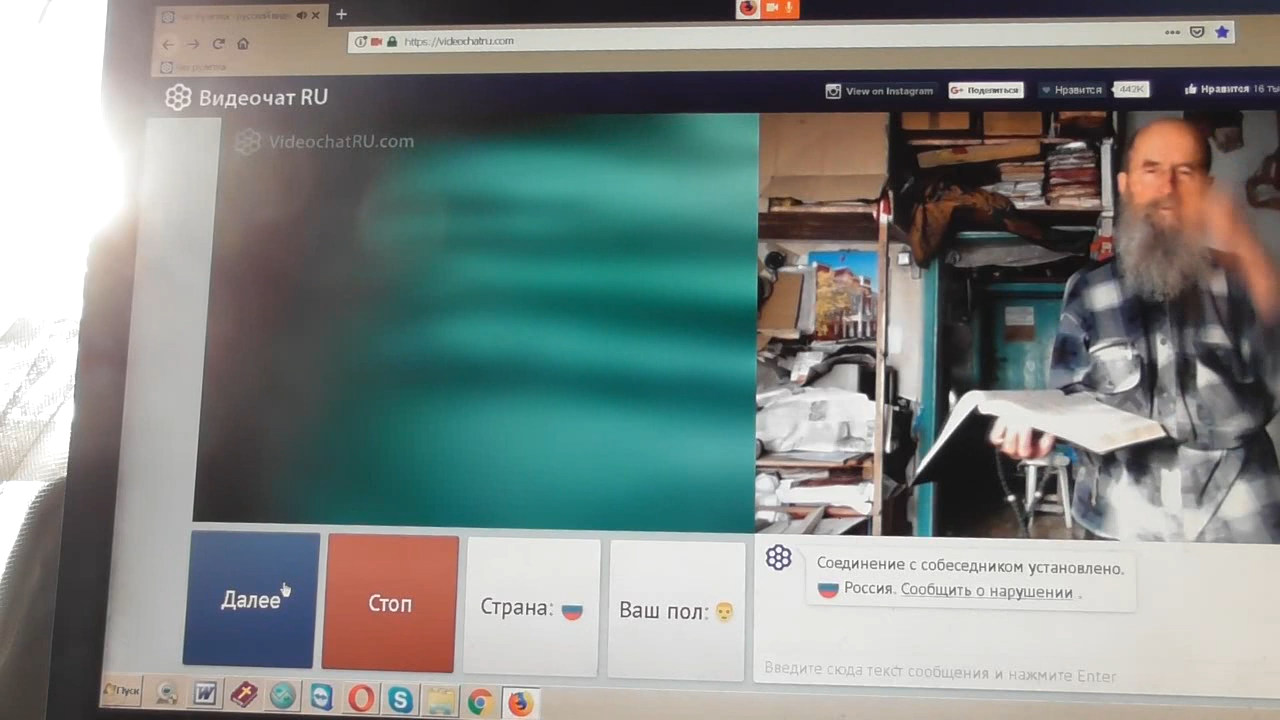 https://videochatru.com
Видеочат RU
View on Instagram
G+ Поделиться
Нравится
442K
Нравится 16
VideochatRU.com
Далее
Стоп
Страна:
Ваш пол:
Соединение с собеседником установлено.
Россия. Сообщить о нарушении .
Введите сюда текст сообщения и нажмите Enter
Пуск